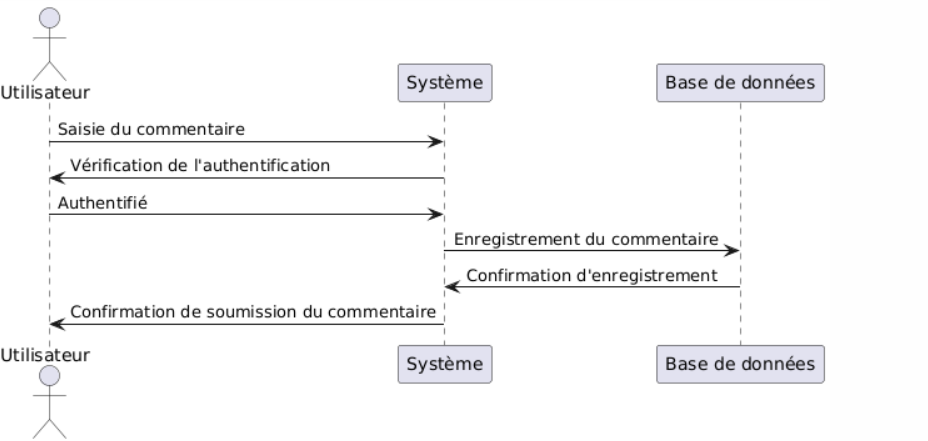 Utilisateur
Système
Base de données
Saisie du commentaire
Vérification de l'authentification
Authentifié
Enregistrement du commentaire
Confirmation d'enregistrement
Confirmation de soumission du commentaire
Utilisateur
Système
Base de données